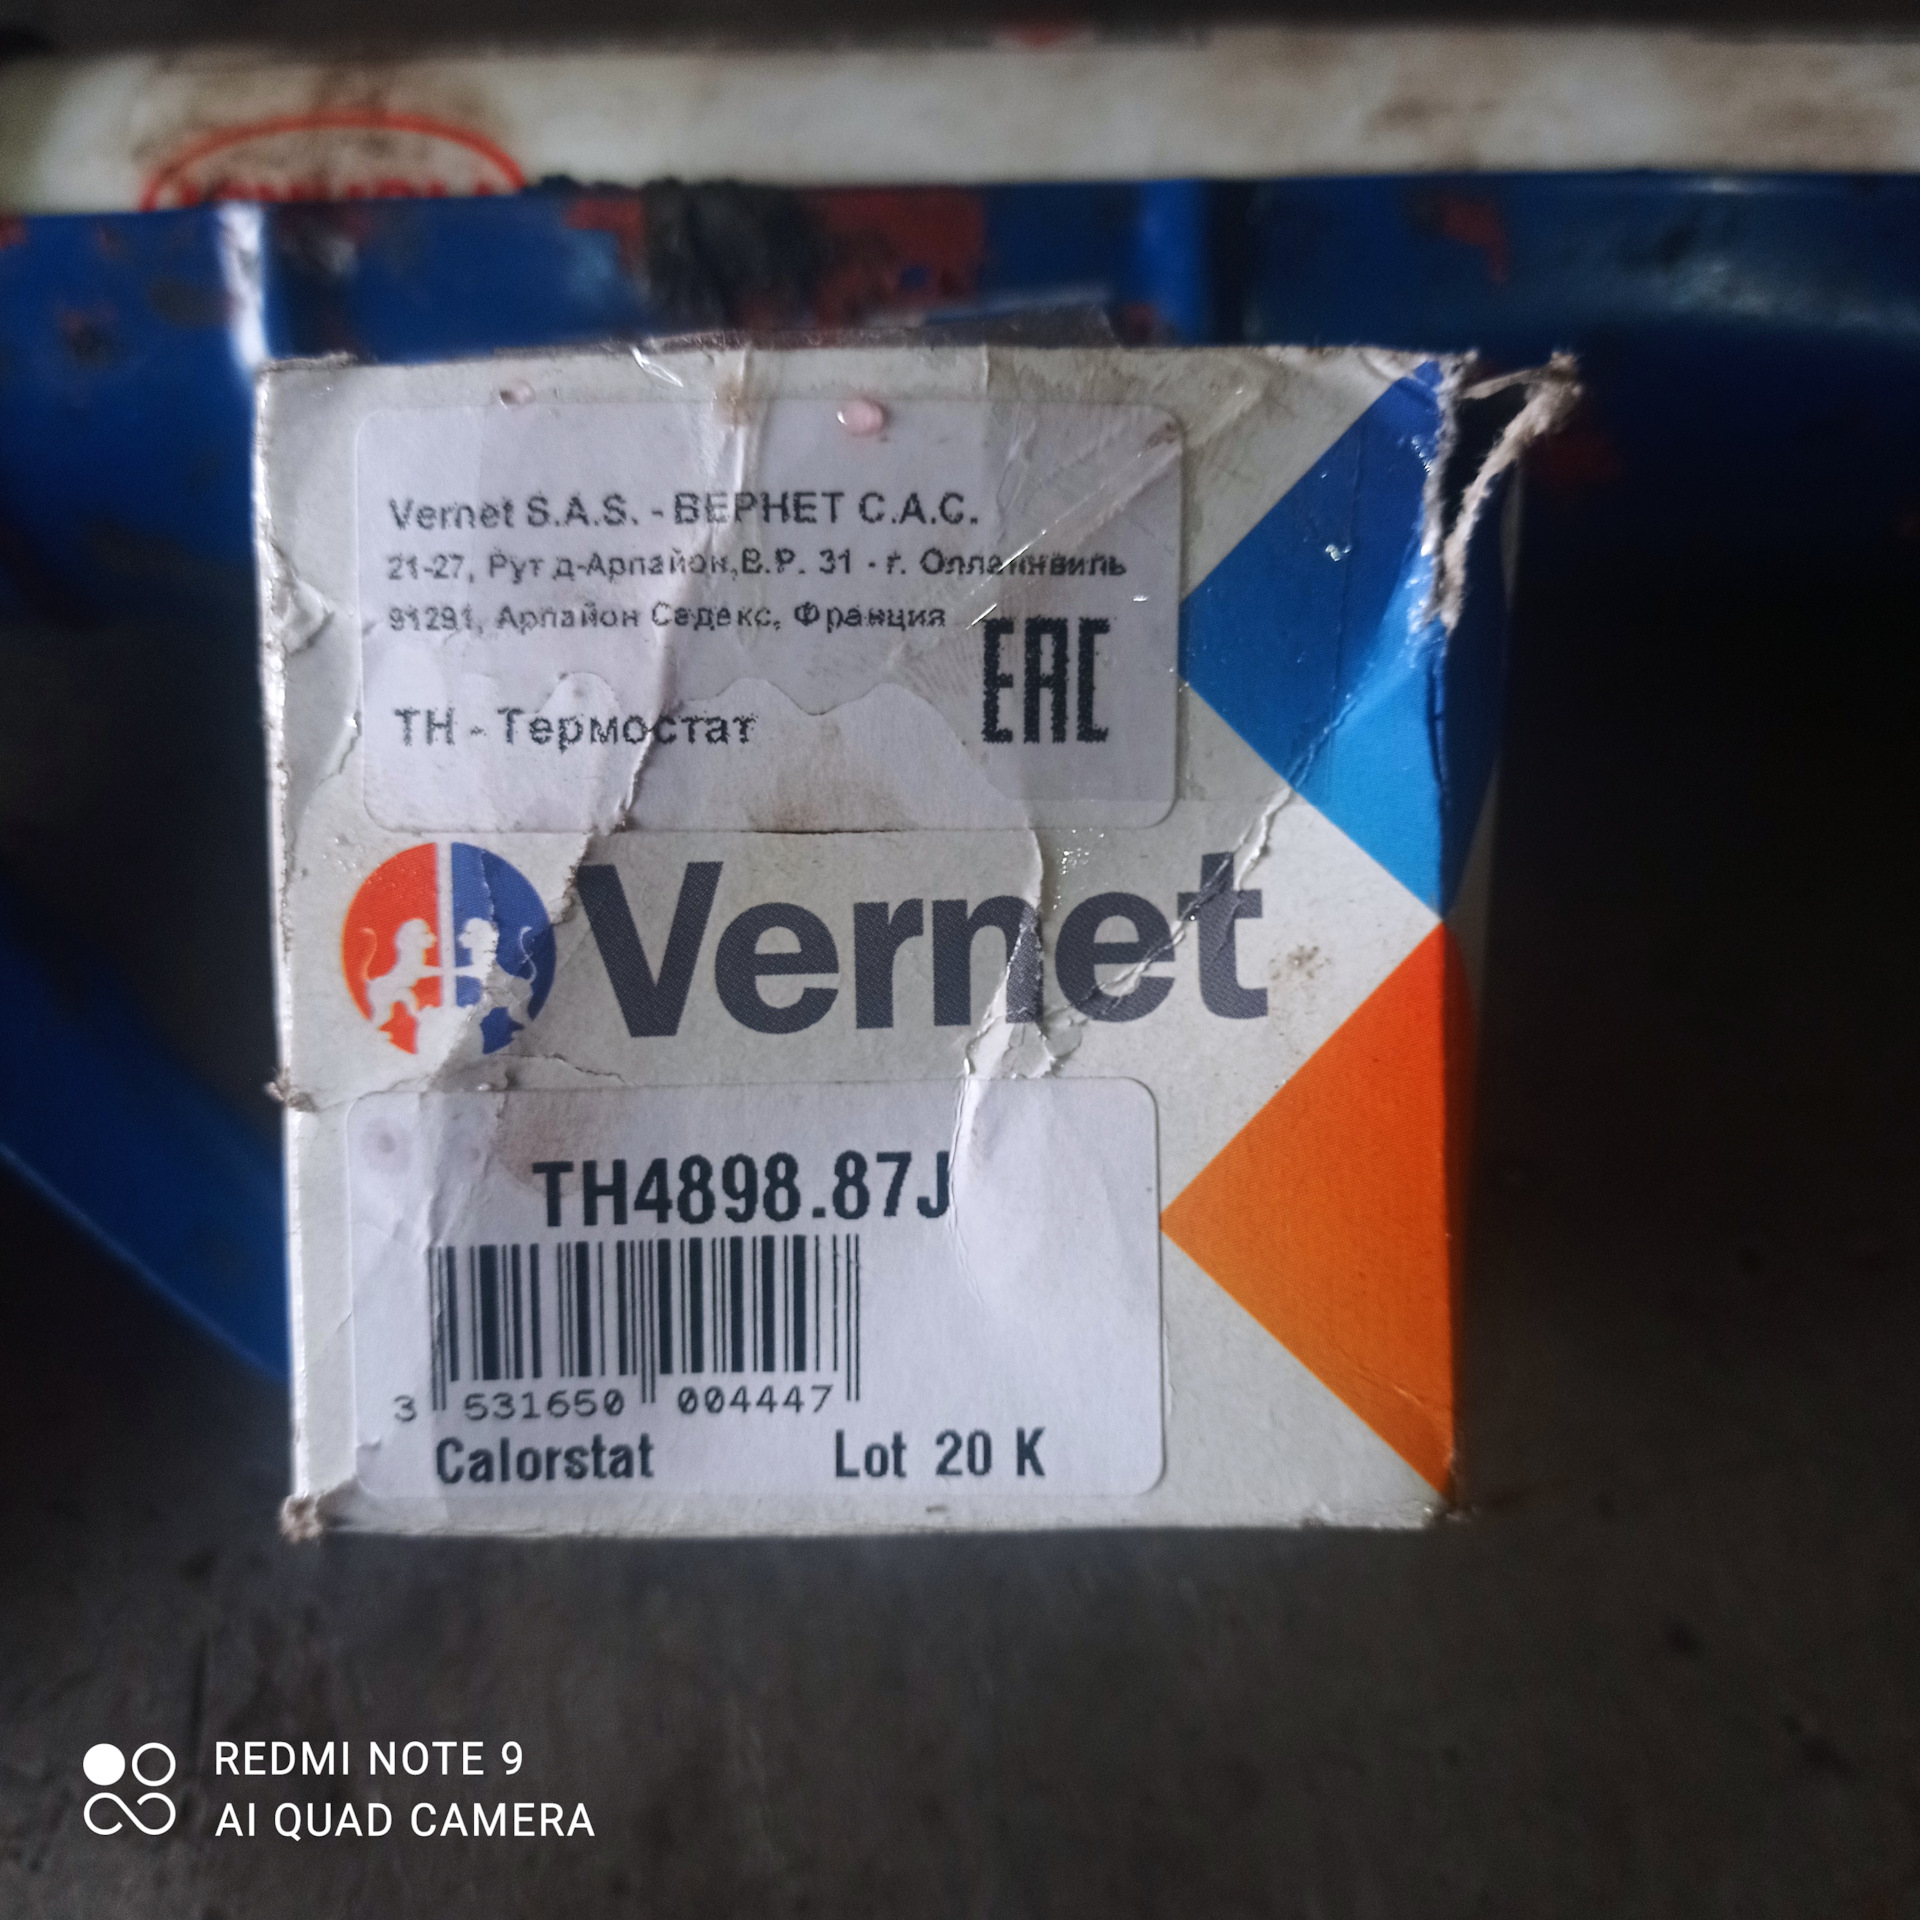 Vernet S.A.S. - ВЕРНЕТ С.А.С.
21-27, Рут д-Арпайон,В.Р. 31 - г. Оллаинвиль
91291, Арпайон Седекс, Франция
EAC
TH - Термостат
Vernet
TH4898.87J
3 531650 004447
Calorstat Lot 20 K
REDMI NOTE 9
AI QUAD CAMERA